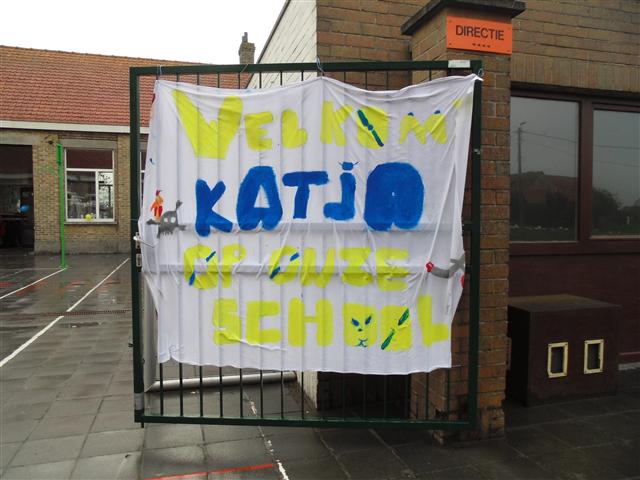 DIRECTIE
WELKOM
KATJA
OP ONZE
SCHOOL